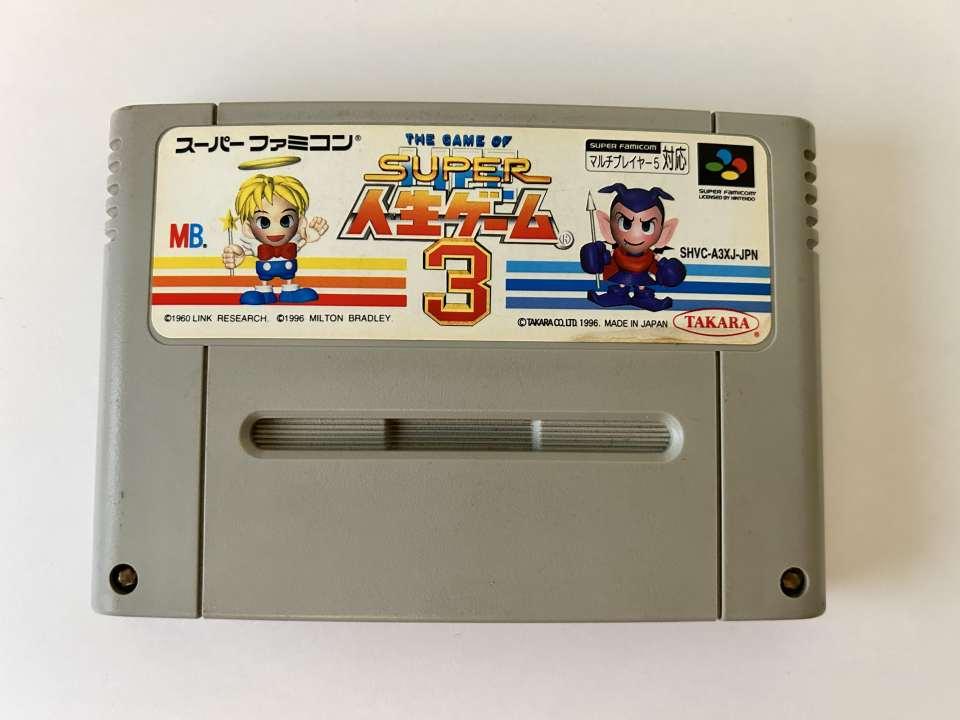 スーパーファミコン®
THE GAME OF
LIFE
SUPER
人生ゲーム®
3
MB.
SUPER FAMICOM
マルチプレイヤー5 対応
SUPER FAMICOM
LICENSED BY NINTENDO
SHVC-A3XJ-JPN
©1960 LINK RESEARCH. ©1996 MILTON BRADLEY.
©TAKARA CO.,LTD. 1996. MADE IN JAPAN
TAKARA®